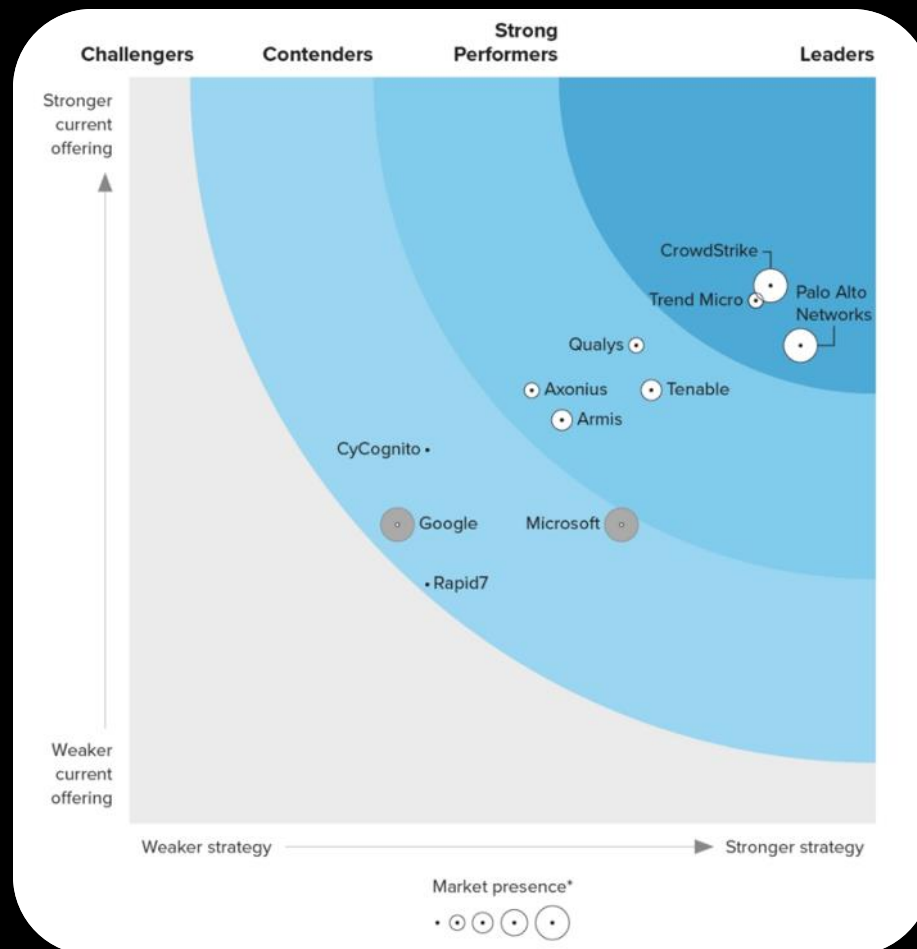 Challengers
Contenders
Strong
Performers
Leaders
Stronger
current
offering
CrowdStrike
Trend Micro
Palo Alto
Networks
Qualys
Axonius
Tenable
Armis
CyCognito
Google
Microsoft
Rapid7
Weaker
current
offering
Weaker strategy
Stronger strategy
Market presence*